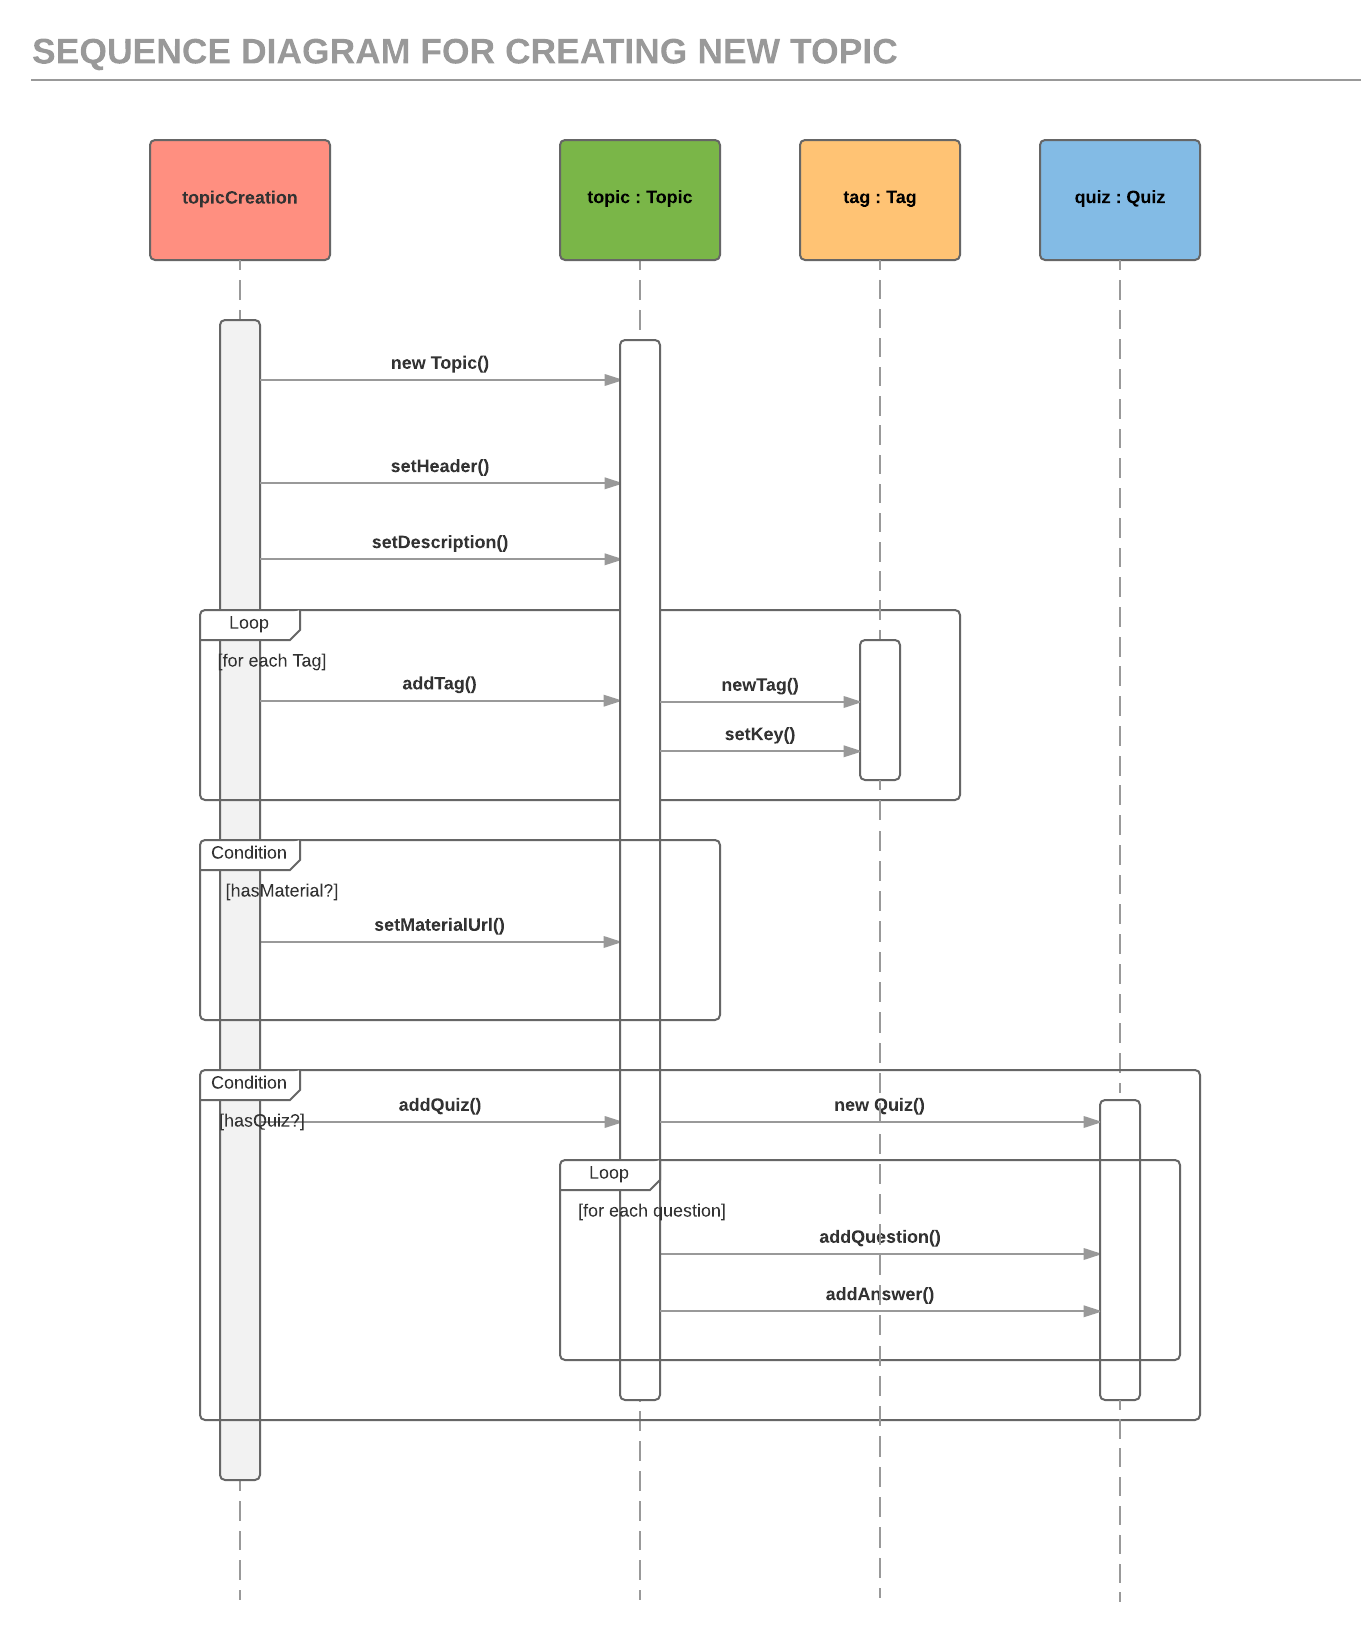 SEQUENCE DIAGRAM FOR CREATING NEW TOPIC
topicCreation
topic : Topic
tag : Tag
quiz : Quiz
new Topic()
setHeader()
setDescription()
Loop
[for each Tag]
addTag()
newTag()
setKey()
Condition
[hasMaterial?]
setMaterialUrl()
Condition
[hasQuiz?]
addQuiz()
new Quiz()
Loop
[for each question]
addQuestion()
addAnswer()